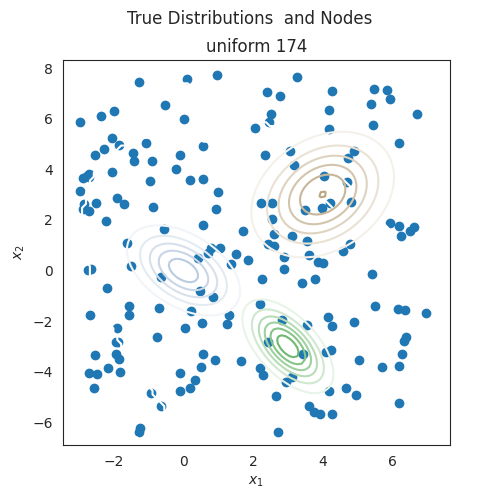 True Distributions  and Nodes
uniform 174
8
6
4
2
0
−2
−4
−6
x₂
−2 0 2 4 6
x₁